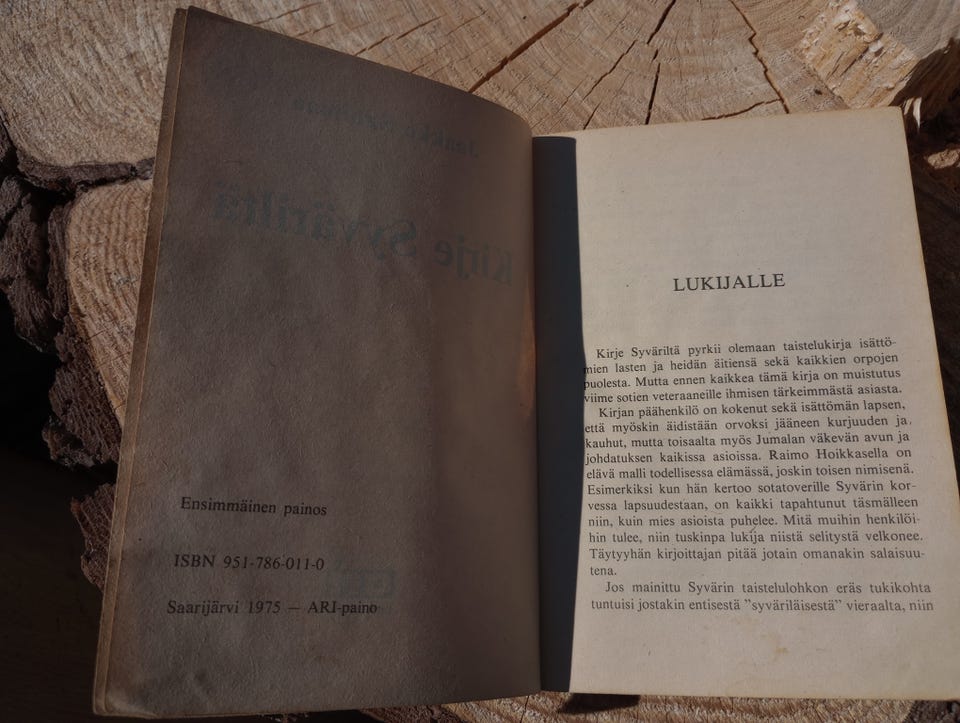 Kirje Syväriltä
Ensimmäinen painos
ISBN 951-786-011-0
Saarijärvi 1975 — ARI-paino
LUKIJALLE
Kirje Syväriltä pyrkii olemaan taistelukirja isättö-
mien lasten ja heidän äitiensä sekä kaikkien orpojen
puolesta. Mutta ennen kaikkea tämä kirja on muistutus
viime sotien veteraaneille ihmisen tärkeimmästä asiasta.
Kirjan päähenkilö on kokenut sekä isättömän lapsen,
että myöskin äidistään orvoksi jääneen kurjuuden ja
kauhut, mutta toisaalta myös Jumalan väkevän avun ja
johdatuksen kaikissa asioissa. Raimo Hoikkasella on
elävä malli todellisessa elämässä, joskin toisen nimisenä.
Esimerkiksi kun hän kertoo sotatoverille Syvärin kor-
vessa lapsuudestaan, on kaikki tapahtunut täsmälleen
niin, kuin mies asioista puhelee. Mitä muihin henkilöi-
hin tulee, niin tuskinpa lukija niistä selitystä velkonee.
Täytyyhän kirjoittajan pitää jotain omanakin salaisuu-
tena.
Jos mainittu Syvärin taistelulohkon eräs tukikohta
tuntuisi jostakin entisestä "syväriläisestä" vieraalta, niin